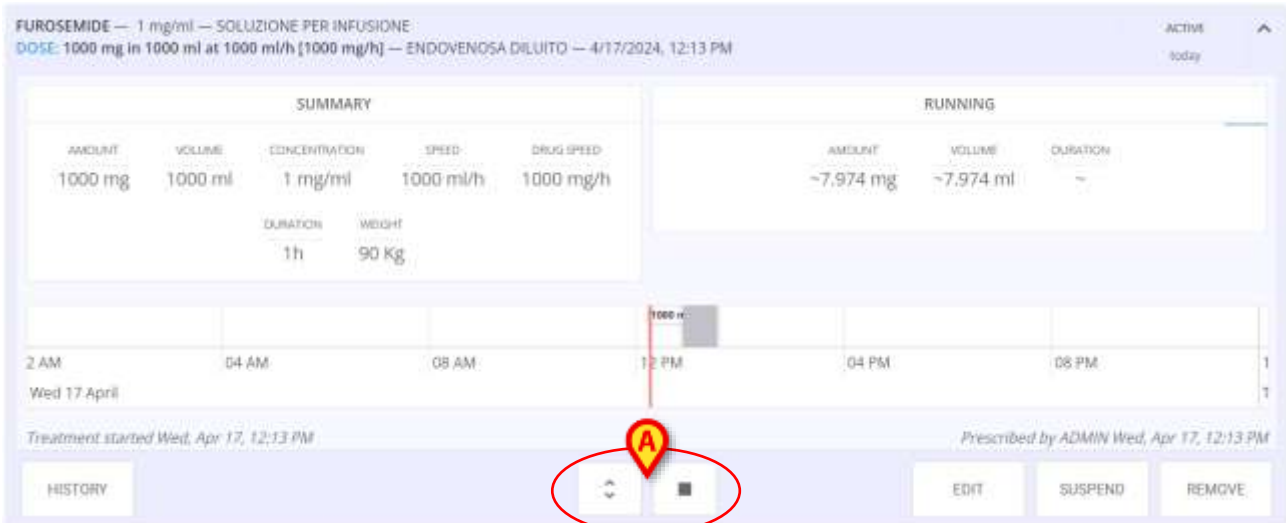 FUROSEMIDE — 1 mg/ml — SOLUZIONE PER INFUSIONE
ACTIVE
DOSE: 1000 mg in 1000 ml at 1000 ml/h [1000 mg/h] — ENDOVENOSA DILUITO — 4/17/2024, 12:13 PM
today
SUMMARY
AMOUNT VOLUME CONCENTRATION SPEED DRUG SPEED
1000 mg 1000 ml 1 mg/ml 1000 ml/h 1000 mg/h
DURATION WEIGHT
1h 90 Kg
RUNNING
AMOUNT VOLUME DURATION
~7.974 mg ~7.974 ml ~
1000 m
2 AM 04 AM 08 AM 12 PM 04 PM 08 PM 1
Wed 17 April 1
Treatment started Wed, Apr 17, 12:13 PM
Prescribed by ADMIN Wed, Apr 17, 12:13 PM
A
HISTORY EDIT SUSPEND REMOVE